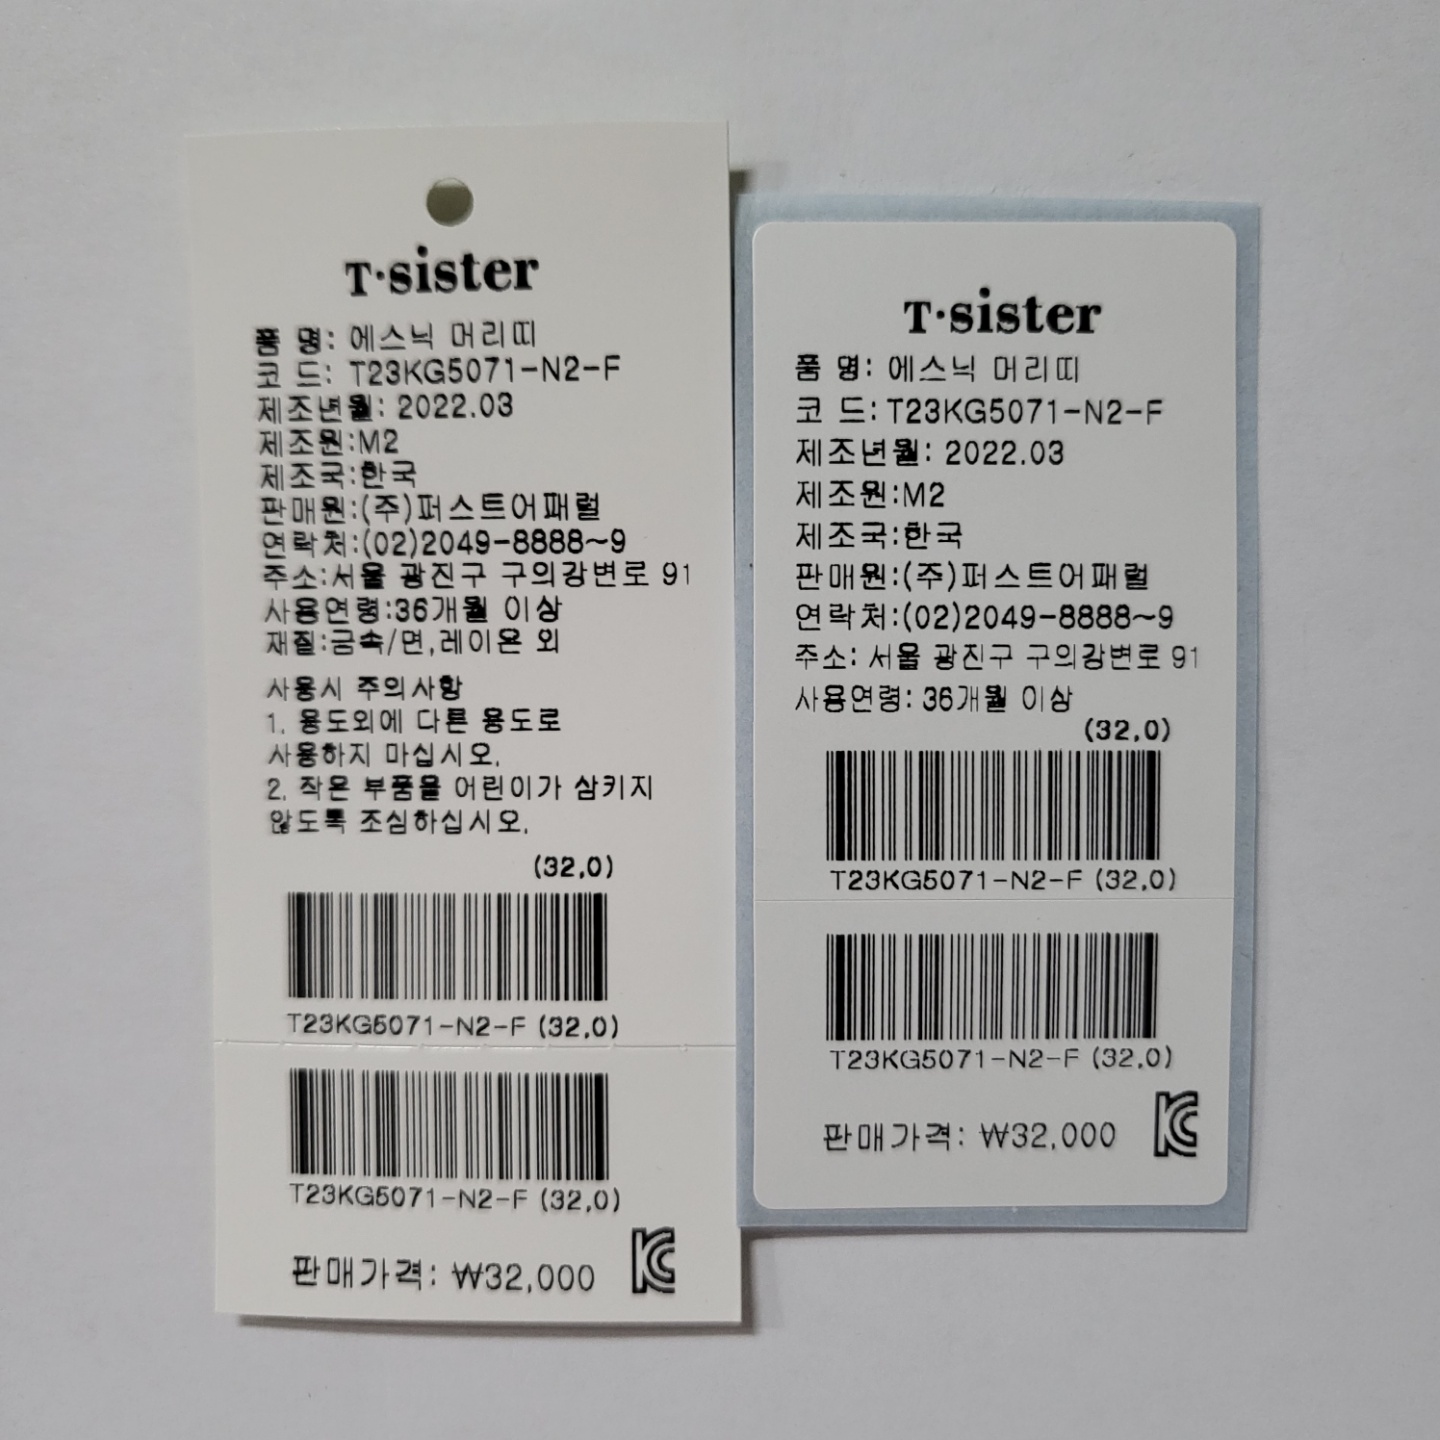 T·sister
품 명: 에스닉 머리띠
코 드: T23KG5071-N2-F
제조년월: 2022.03
제조원:M2
제조국:한국
판매원:(주)퍼스트어패럴
연락처:(02)2049-8888~9
주소:서울 광진구 구의강변로 91
사용연령:36개월 이상
재질:금속/면,레이온 외
사용시 주의사항
1. 용도외에 다른 용도로
사용하지 마십시오.
2. 작은 부품을 어린이가 삼키지
않도록 조심하십시오.
(32.0)
T23KG5071-N2-F (32.0)
T23KG5071-N2-F (32.0)
판매가격: ₩32,000
T·sister
품 명: 에스닉 머리띠
코 드: T23KG5071-N2-F
제조년월: 2022.03
제조원:M2
제조국:한국
판매원:(주)퍼스트어패럴
연락처:(02)2049-8888~9
주소: 서울 광진구 구의강변로 91
사용연령: 36개월 이상
(32.0)
T23KG5071-N2-F (32.0)
T23KG5071-N2-F (32.0)
판매가격: ₩32,000